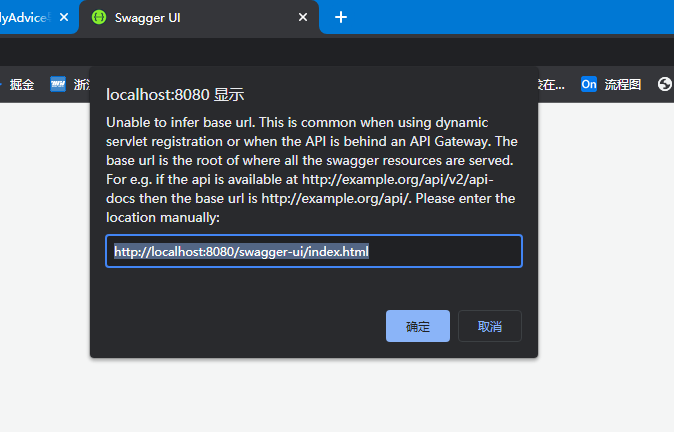 lyAdvice
Swagger UI
掘金
在...
On 流程图
localhost:8080 显示
Unable to infer base url. This is common when using dynamic
servlet registration or when the API is behind an API Gateway. The
base url is the root of where all the swagger resources are served.
For e.g. if the api is available at http://example.org/api/v2/api-
docs then the base url is http://example.org/api/. Please enter the
location manually:
http://localhost:8080/swagger-ui/index.html
确定
取消